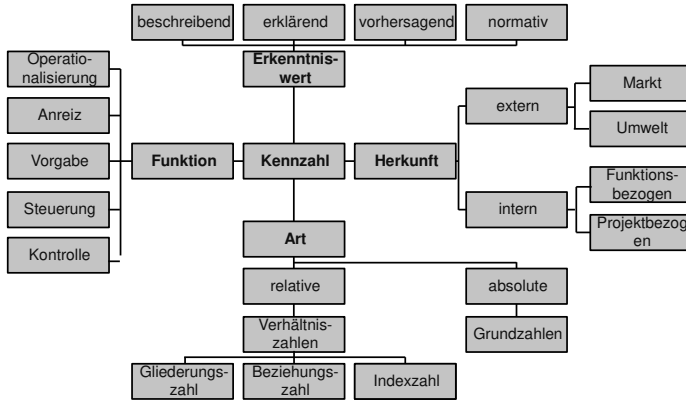 beschreibend
erklärend
vorhersagend
normativ
Erkenntnis-
wert
Operatio-
nalisierung
Anreiz
Vorgabe
Steuerung
Kontrolle
Funktion
Kennzahl
Herkunft
extern
intern
Markt
Umwelt
Funktions-
bezogen
Projektbezog
en
Art
relative
absolute
Verhältnis-
zahlen
Grundzahlen
Gliederungs-
zahl
Beziehungs-
zahl
Indexzahl